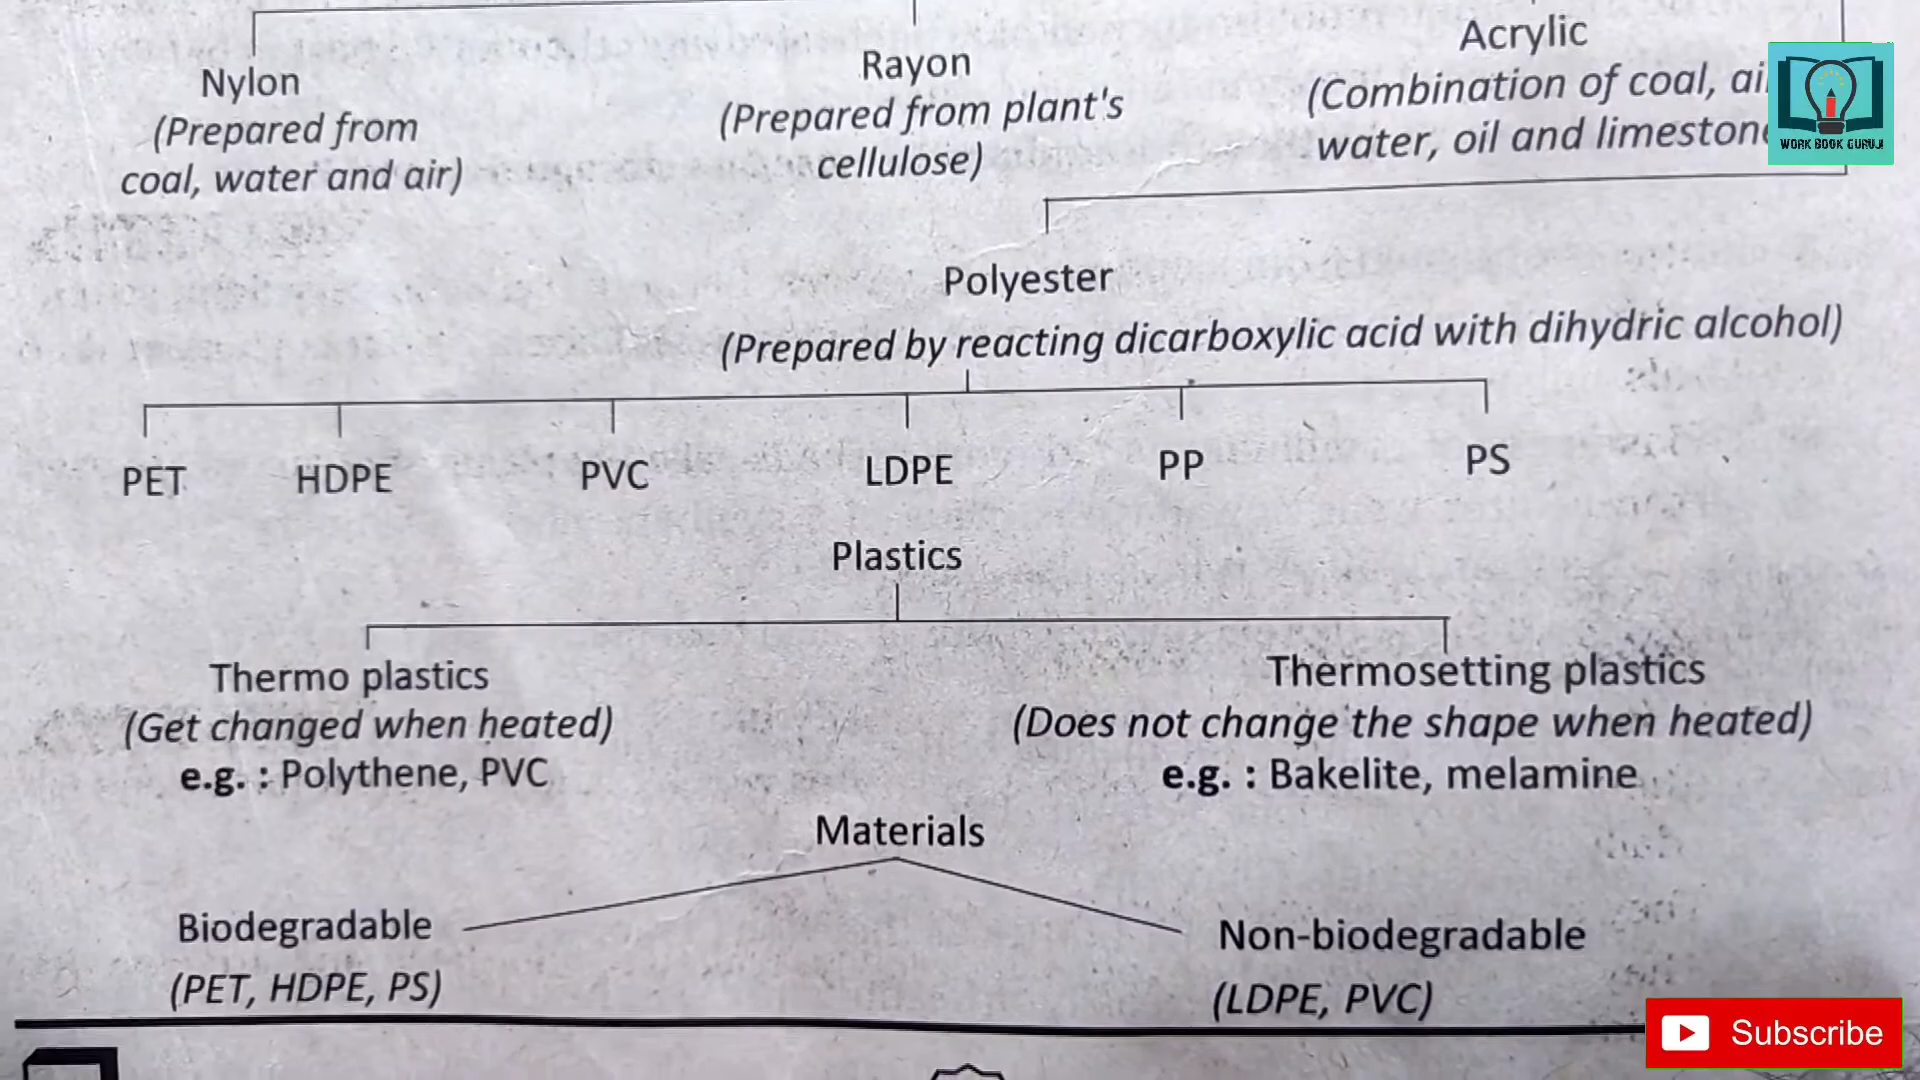 Nylon
(Prepared from
coal, water and air)
Rayon
(Prepared from plant's
cellulose)
Acrylic
(Combination of coal,
water, oil and
WORK BOOK GURUJI
Polyester
(Prepared by reacting dicarboxylic acid with dihydric alcohol)
PET HDPE PVC LDPE PP PS
Plastics
Thermo plastics
(Get changed when heated)
e.g. : Polythene, PVC
Thermosetting plastics
(Does not change the shape when heated)
e.g. : Bakelite, melamine
Materials
Biodegradable
(PET, HDPE, PS)
Non-biodegradable
(LDPE, PVC)
Subscribe